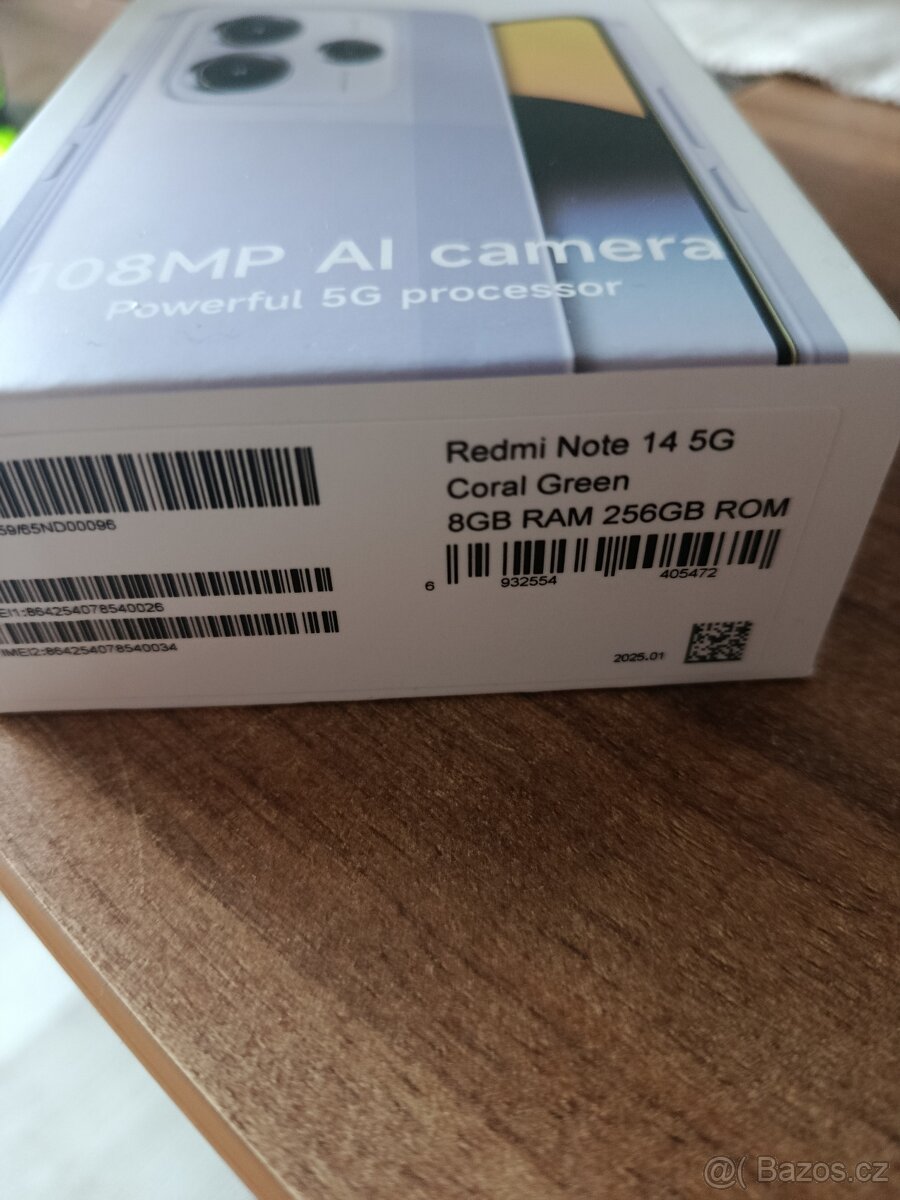 108MP AI camera
Powerful 5G processor
Redmi Note 14 5G
Coral Green
8GB RAM 256GB ROM
6 932554 405472
59/65ND00096
EI1:864254078540026
IMEI2:864254078540034
2025.01
@( Bazos.cz